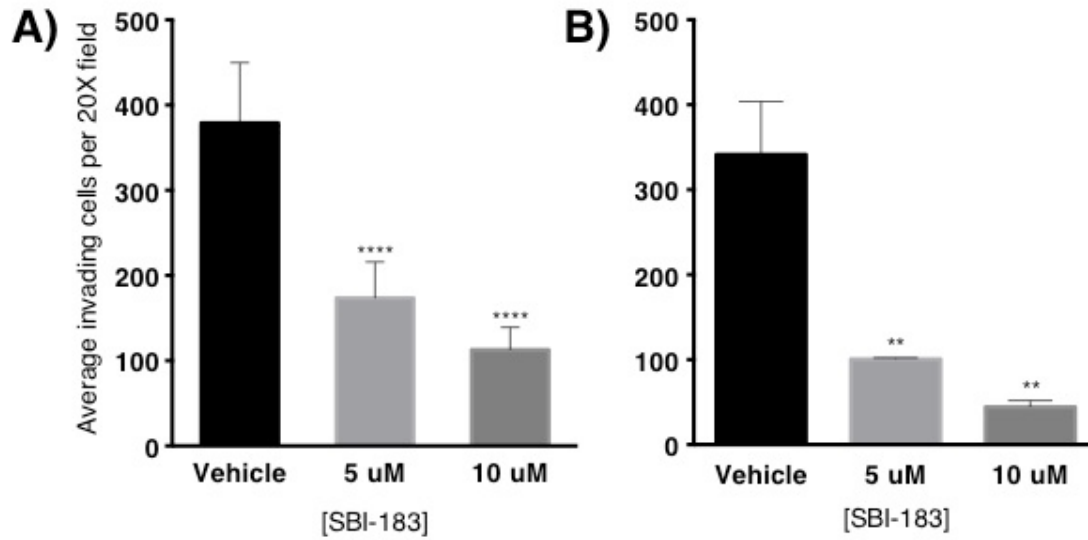 A)
Average invading cells per 20X field
500
400
300
200
100
0
****
****
Vehicle 5 uM 10 uM
[SBI-183]
B)
500
400
300
200
100
0
**
**
Vehicle 5 uM 10 uM
[SBI-183]